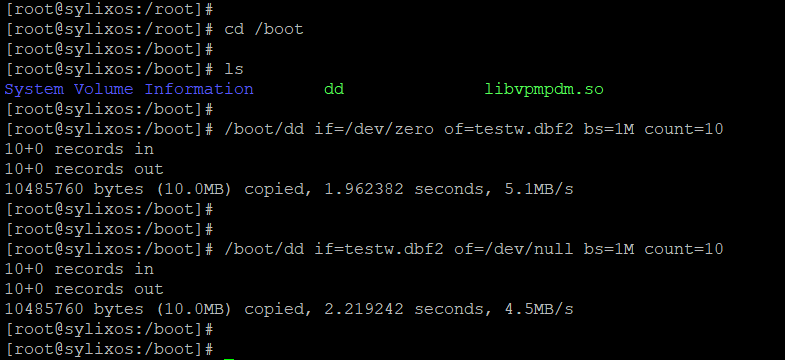 [root@sylixos:/root]#
[root@sylixos:/root]# cd /boot
[root@sylixos:/boot]#
[root@sylixos:/boot]# ls
System Volume Information       dd              libvpmpdm.so
[root@sylixos:/boot]#
[root@sylixos:/boot]# /boot/dd if=/dev/zero of=testw.dbf2 bs=1M count=10
10+0 records in
10+0 records out
10485760 bytes (10.0MB) copied, 1.962382 seconds, 5.1MB/s
[root@sylixos:/boot]#
[root@sylixos:/boot]#
[root@sylixos:/boot]# /boot/dd if=testw.dbf2 of=/dev/null bs=1M count=10
10+0 records in
10+0 records out
10485760 bytes (10.0MB) copied, 2.219242 seconds, 4.5MB/s
[root@sylixos:/boot]#
[root@sylixos:/boot]#